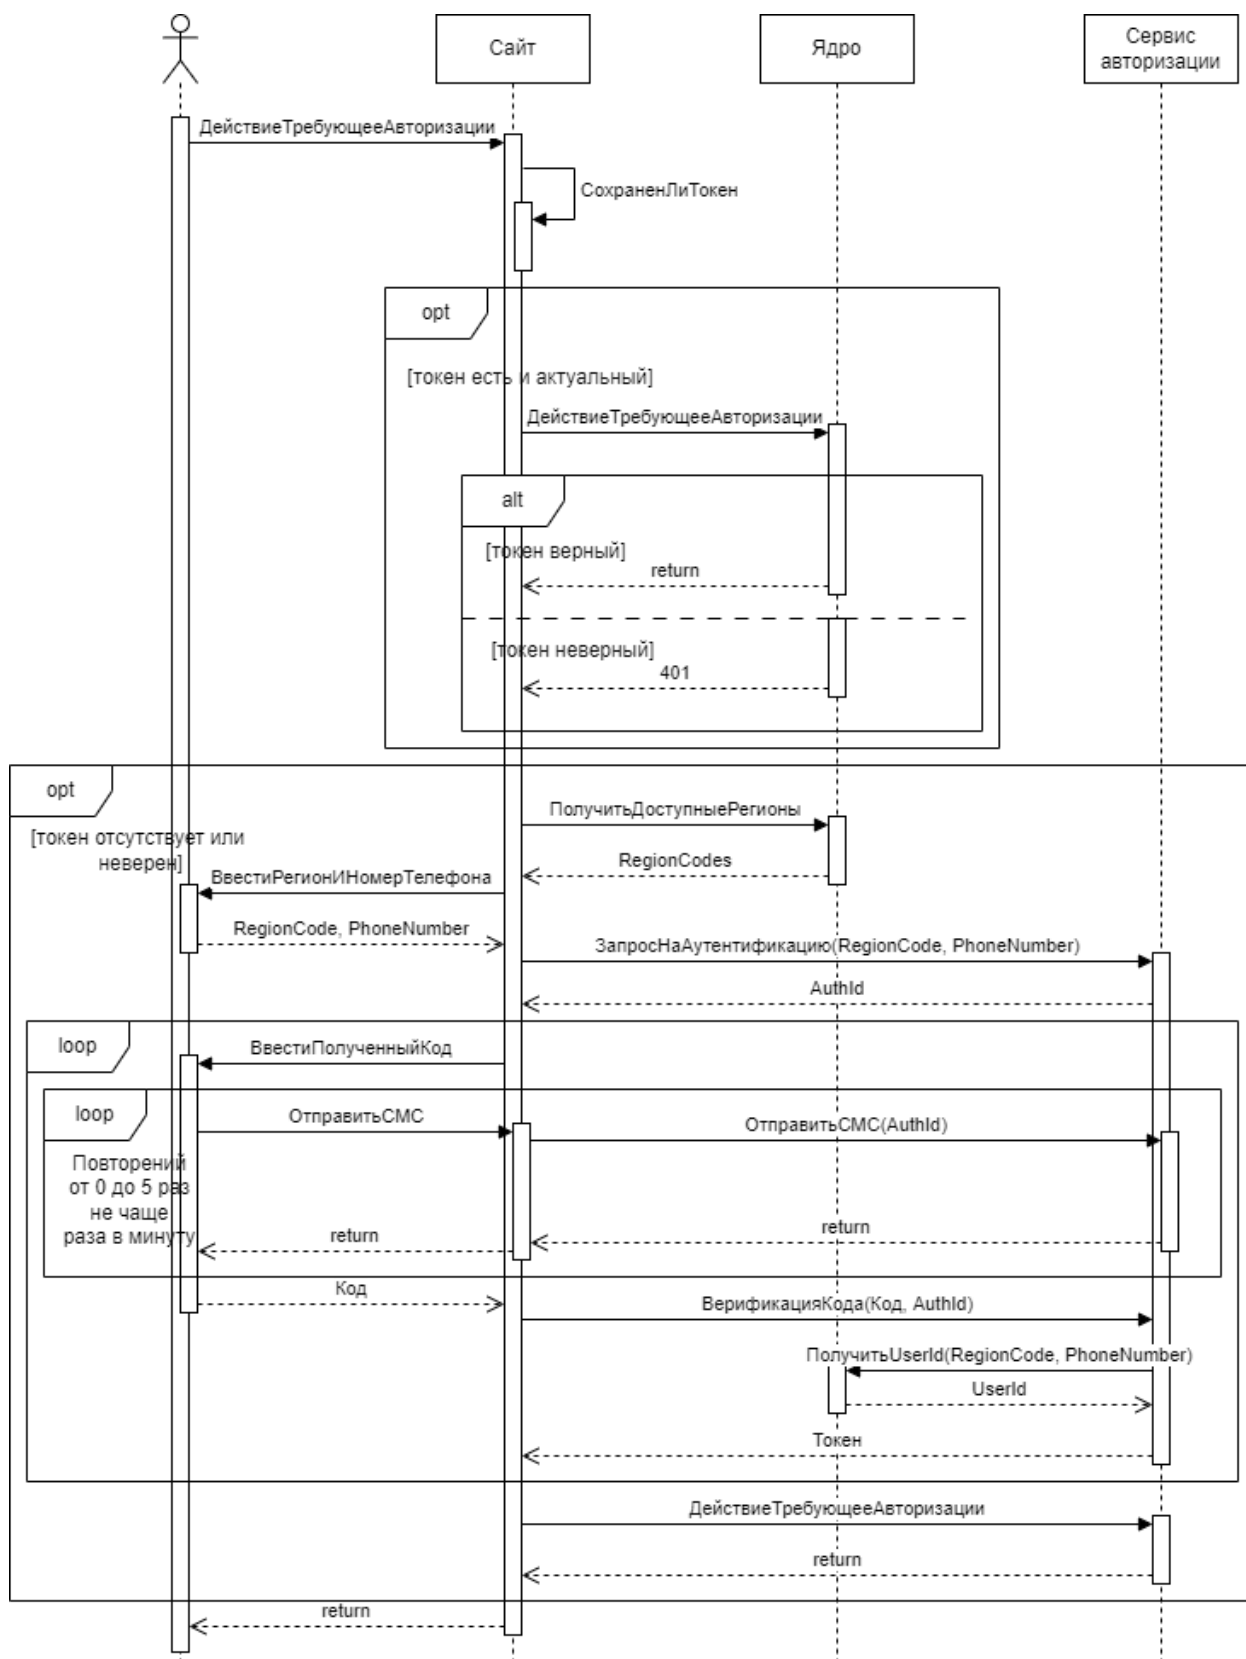 Сайт
Ядро
Сервис
авторизации
ДействиеТребующееАвторизации
СохраненЛиТокен
opt
[токен есть и актуальный]
ДействиеТребующееАвторизации
alt
[токен верный]
return
[токен неверный]
401
opt
[токен отсутствует или
неверен]
ПолучитьДоступныеРегионы
RegionCodes
ВвестиРегионИНомерТелефона
RegionCode, PhoneNumber
ЗапросНаАутентификацию(RegionCode, PhoneNumber)
AuthId
loop
ВвестиПолученныйКод
loop
Повторений
от 0 до 5 раз
не чаще
раза в минуту
ОтправитьСМС
ОтправитьСМС(AuthId)
return
return
Код
ВерификацияКода(Код, AuthId)
ПолучитьUserId(RegionCode, PhoneNumber)
UserId
Токен
ДействиеТребующееАвторизации
return
return